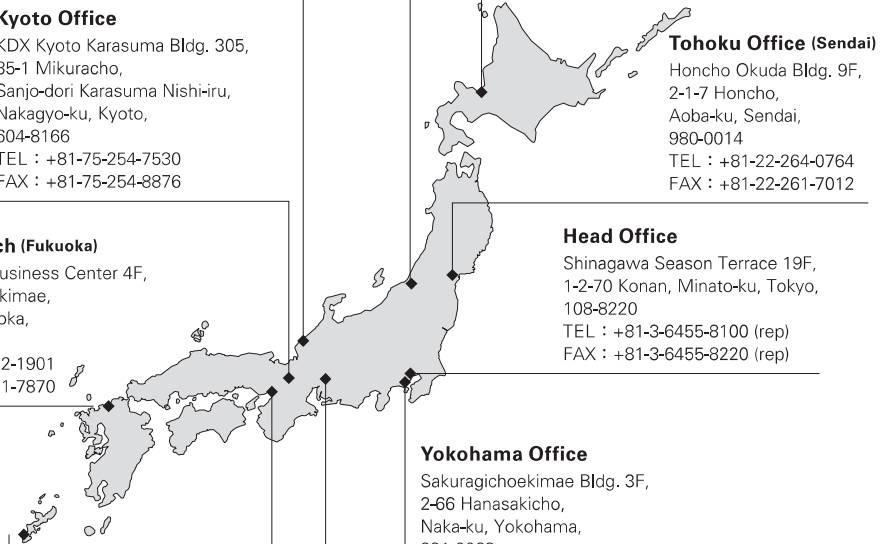 Kyoto Office
KDX Kyoto Karasuma Bldg. 305,
85-1 Mikuracho,
Sanjo-dori Karasuma Nishi-iru,
Nakagyo-ku, Kyoto,
604-8166
TEL：+81-75-254-7530
FAX：+81-75-254-8876
Tohoku Office (Sendai)
Honcho Okuda Bldg. 9F,
2-1-7 Honcho,
Aoba-ku, Sendai,
980-0014
TEL：+81-22-264-0764
FAX：+81-22-261-7012
ch (Fukuoka)
usiness Center 4F,
kimae,
oka,
2-1901
1-7870
Head Office
Shinagawa Season Terrace 19F,
1-2-70 Konan, Minato-ku, Tokyo,
108-8220
TEL：+81-3-6455-8100 (rep)
FAX：+81-3-6455-8220 (rep)
Yokohama Office
Sakuragichoekimae Bldg. 3F,
2-66 Hanasakicho,
Naka-ku, Yokohama,